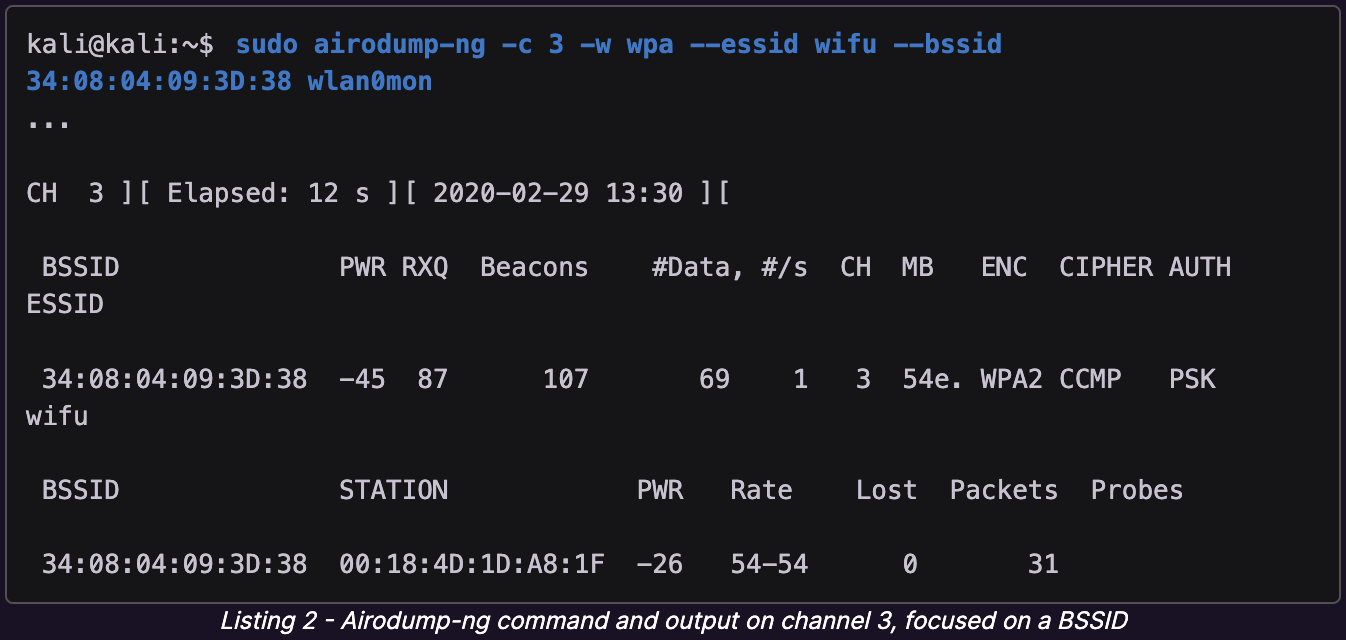 kali@kali:~$ sudo airodump-ng -c 3 -w wpa --essid wifu --bssid
34:08:04:09:3D:38 wlan0mon
...
CH  3 ][ Elapsed: 12 s ][ 2020-02-29 13:30 ][
BSSID              PWR RXQ  Beacons    #Data, #/s  CH  MB   ENC  CIPHER AUTH
ESSID
34:08:04:09:3D:38  -45  87      107       69    1   3  54e. WPA2 CCMP   PSK
wifu
BSSID              STATION            PWR   Rate    Lost  Packets  Probes
34:08:04:09:3D:38  00:18:4D:1D:A8:1F  -26   54-54      0       31
Listing 2 - Airodump-ng command and output on channel 3, focused on a BSSID